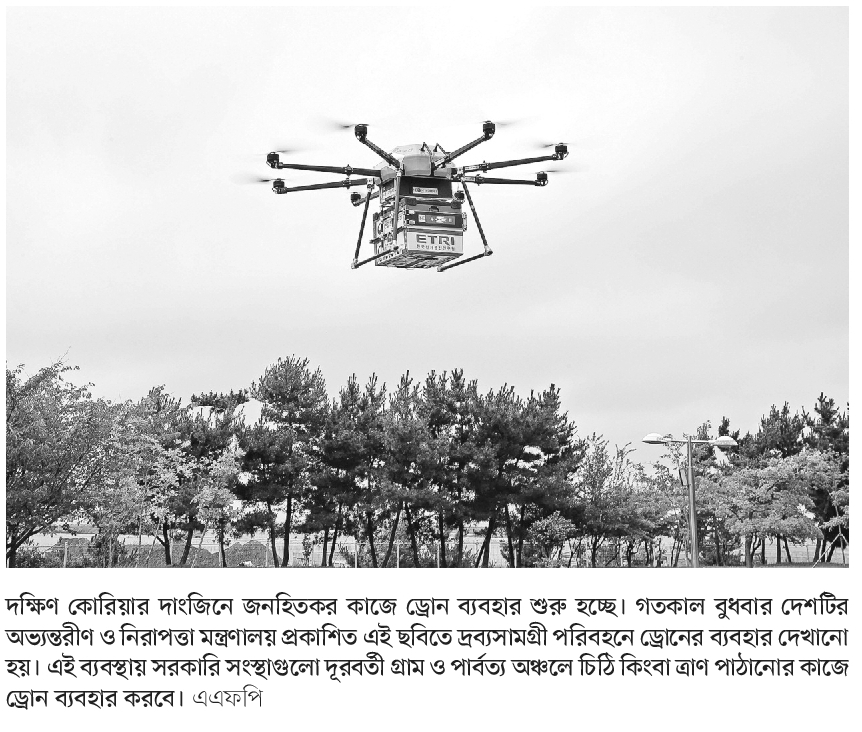 ETRI
দক্ষিণ কোরিয়ার দাংজিনে জনহিতকর কাজে ড্রোন ব্যবহার শুরু হচ্ছে। গতকাল বুধবার দেশটির
অভ্যন্তরীণ ও নিরাপত্তা মন্ত্রণালয় প্রকাশিত এই ছবিতে দ্রব্যসামগ্রী পরিবহনে ড্রোনের ব্যবহার দেখানো
হয়। এই ব্যবস্থায় সরকারি সংস্থাগুলো দূরবর্তী গ্রাম ও পার্বত্য অঞ্চলে চিঠি কিংবা ত্রাণ পাঠানোর কাজে
ড্রোন ব্যবহার করবে। এএফপি